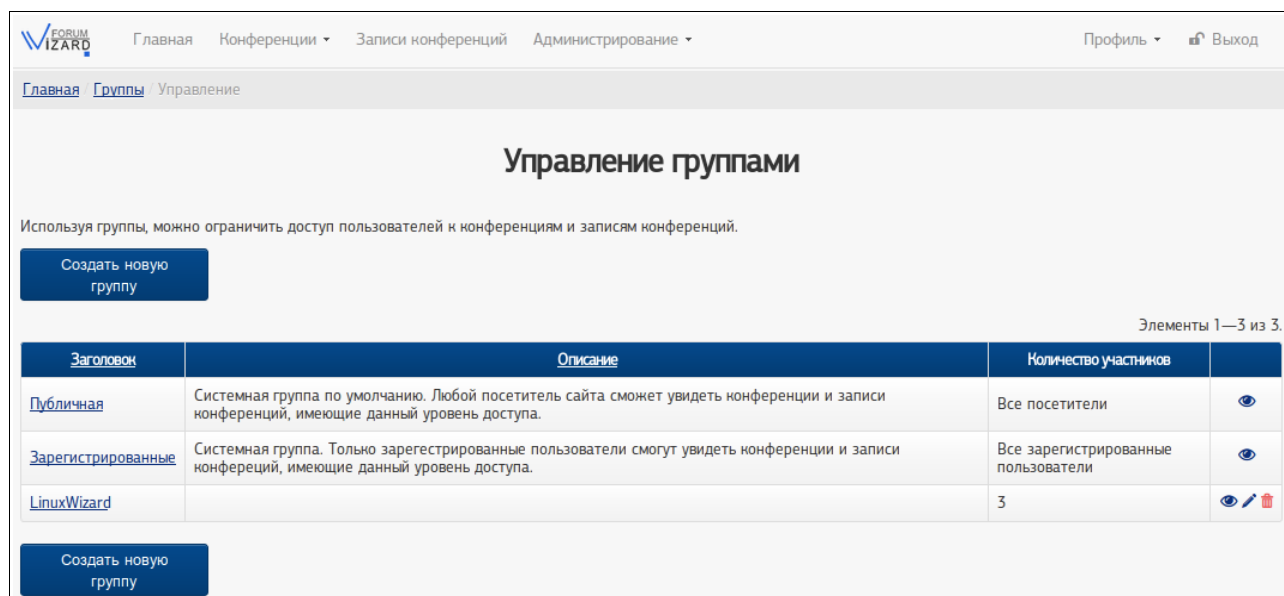 FORUM
WIZARD
Главная Конференции Записи конференций Администрирование Профиль Выход
Главная / Группы / Управление
Управление группами
Используя группы, можно ограничить доступ пользователей к конференциям и записям конференций.
Создать новую
группу
Элементы 1—3 из 3.
Заголовок Описание Количество участников
Публичная Системная группа по умолчанию. Любой посетитель сайта сможет увидеть конференции и записи
конференций, имеющие данный уровень доступа. Все посетители
Зарегистрированные Системная группа. Только зарегестрированные пользователи смогут увидеть конференции и записи
конфереций, имеющие данный уровень доступа. Все зарегистрированные
пользователи
LinuxWizard 3
Создать новую
группу